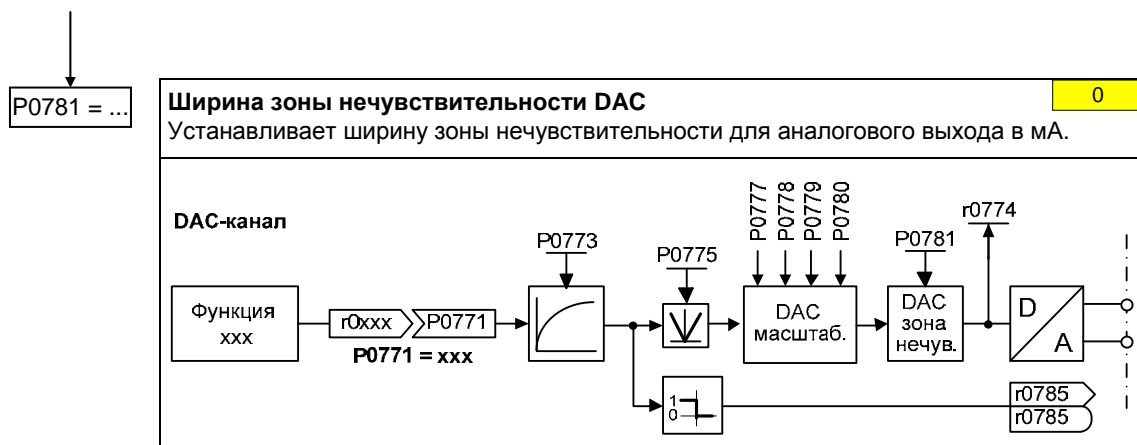 P0781 = ...
Ширина зоны нечувствительности DAC
0
Устанавливает ширину зоны нечувствительности для аналогового выхода в мА.
DAC-канал
P0773
P0775
P0777
P0778
P0779
P0780
P0781
r0774
Функция
xxx
r0xxx
P0771
P0771 = xxx
DAC
масштаб.
DAC
зона
нечув.
D
A
1
0
r0785
r0785